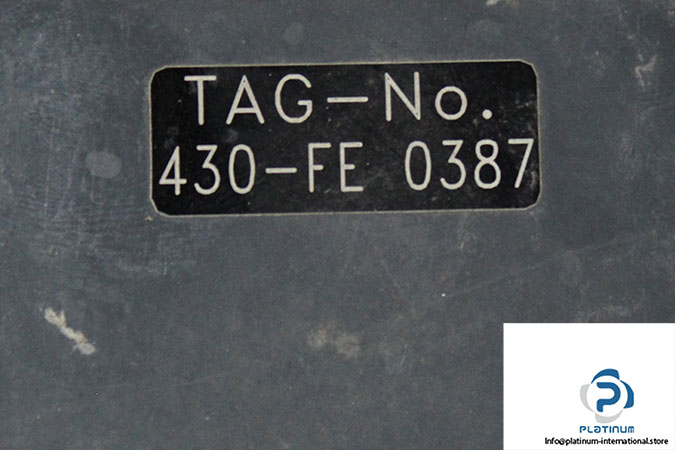 TAG-No.
430-FE 0387
PLATINUM
Info@platinum-international.store